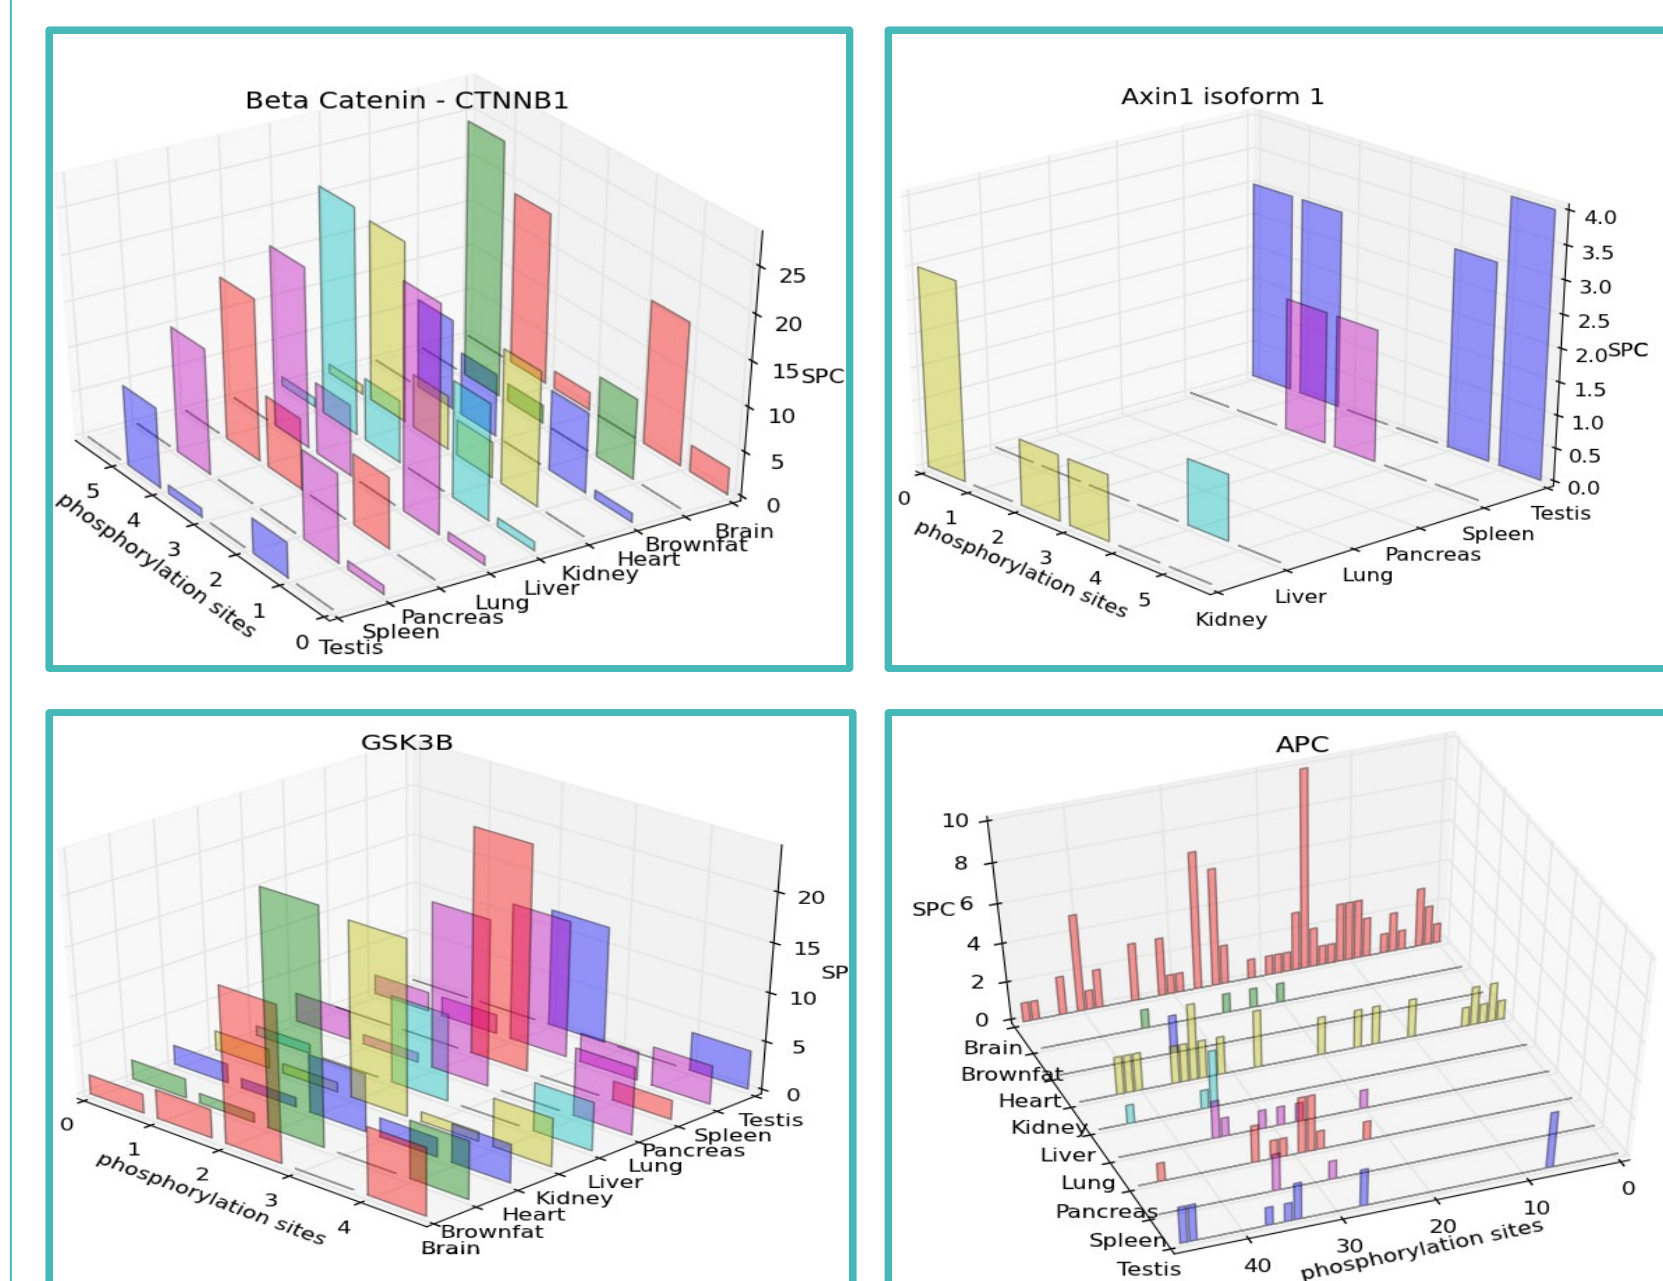 Beta Catenin - CTNNB1
25
20
15
SPC
10
5
0
5
4
3
2
1
0
phosphorylation sites
Brain
Brownfat
Heart
Kidney
Liver
Lung
Pancreas
Spleen
Testis
Axin1 isoform 1
4.0
3.5
3.0
2.5
2.0
SPC
1.5
1.0
0.5
0.0
0
1
2
3
4
5
phosphorylation sites
Testis
Spleen
Pancreas
Lung
Liver
Kidney
GSK3B
20
15
SP
10
5
0
0
1
2
3
4
phosphorylation sites
Testis
Spleen
Pancreas
Lung
Liver
Kidney
Heart
Brownfat
Brain
APC
10
8
SPC
6
4
2
0
Brain
Brownfat
Heart
Kidney
Liver
Lung
Pancreas
Spleen
Testis
0
10
20
30
40
phosphorylation sites